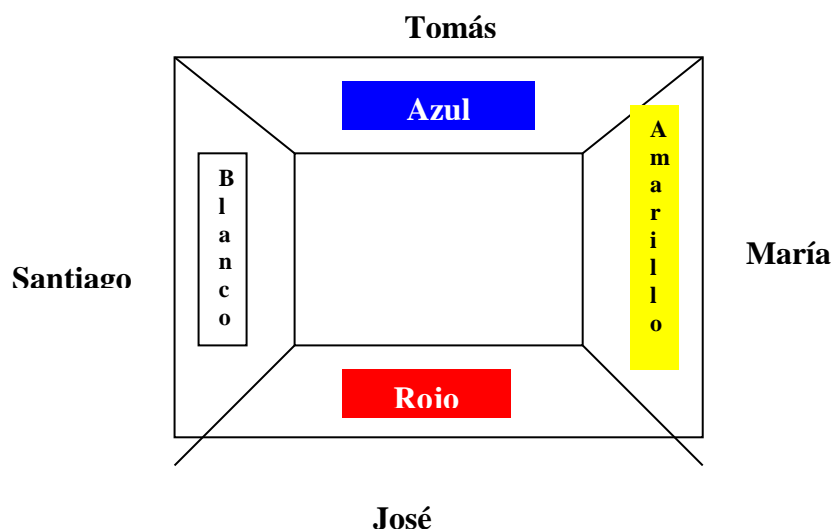 Tomás
Azul
Amarillo
Blanco
María
Santiago
Rojo
José